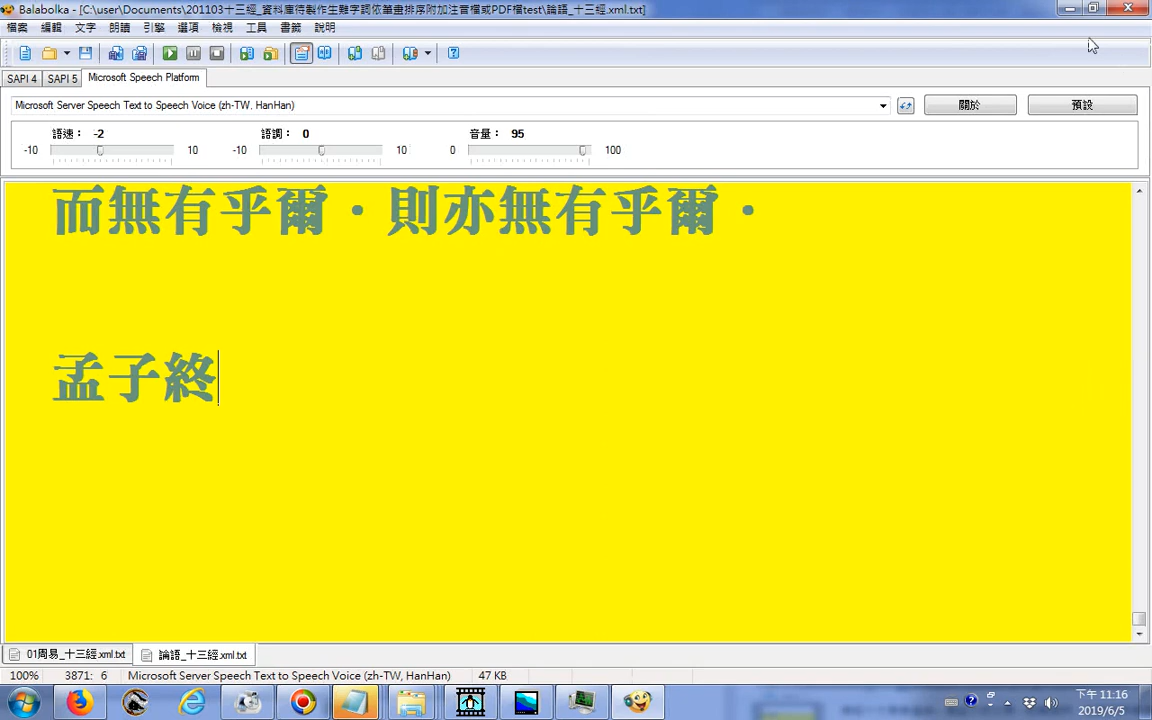 Balabolka - [C:\user\Documents\201103十三經_資料庫待製作生難字詞依筆畫排序附加注音檔或PDF檔test\論語_十三經.xml.txt]
檔案 編輯 文字 朗讀 引擎 選項 檢視 工具 書籤 說明
SAPI 4 SAPI 5 Microsoft Speech Platform
Microsoft Server Speech Text to Speech Voice (zh-TW, HanHan) 關於 預設
語速： -2 語調： 0 音量： 95
-10 10 -10 10 0 100
而無有乎爾．則亦無有乎爾．
孟子終
01周易_十三經.xml.txt 論語_十三經.xml.txt
100% 3871: 6 Microsoft Server Speech Text to Speech Voice (zh-TW, HanHan) 47 KB
下午 11:16
2019/6/5